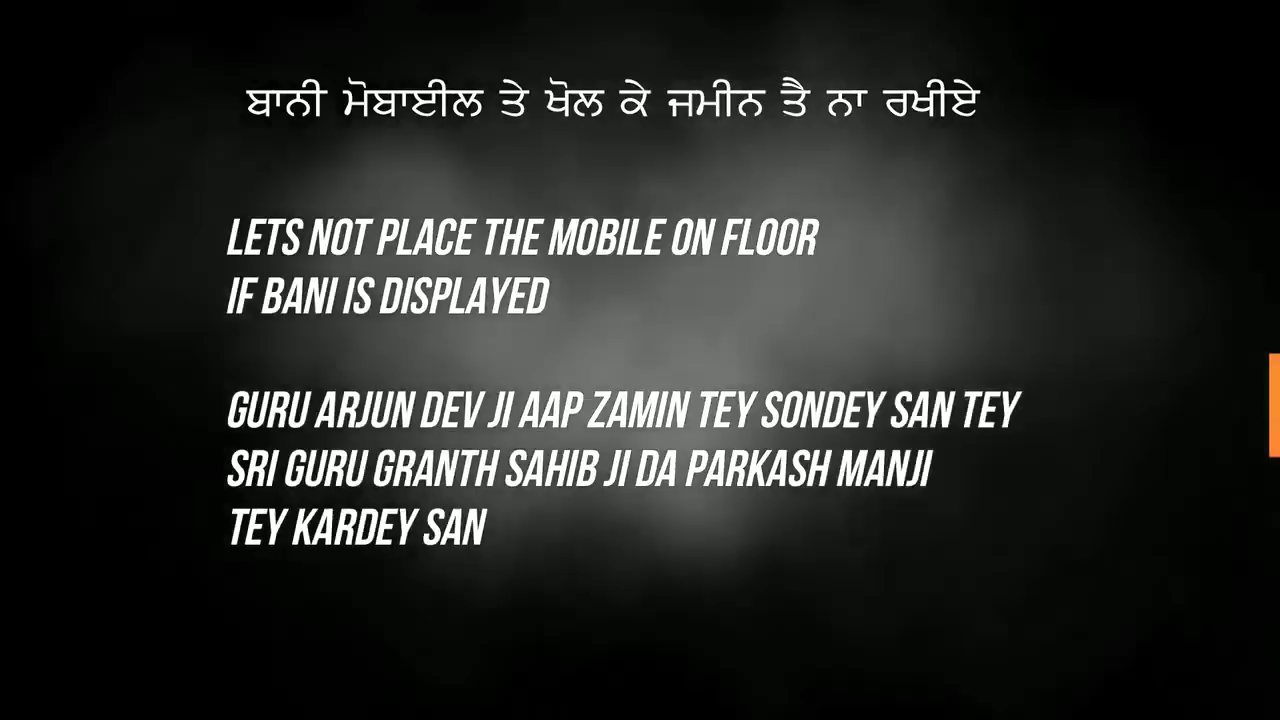 ਬਾਨੀ ਮੋਬਾਈਲ ਤੇ ਖੋਲ ਕੇ ਜਮੀਨ ਤੈ ਨਾ ਰਖੀਏ
LETS NOT PLACE THE MOBILE ON FLOOR
IF BANI IS DISPLAYED
GURU ARJUN DEV JI AAP ZAMIN TEY SONDEY SAN TEY
SRI GURU GRANTH SAHIB JI DA PARKASH MANJI
TEY KARDEY SAN